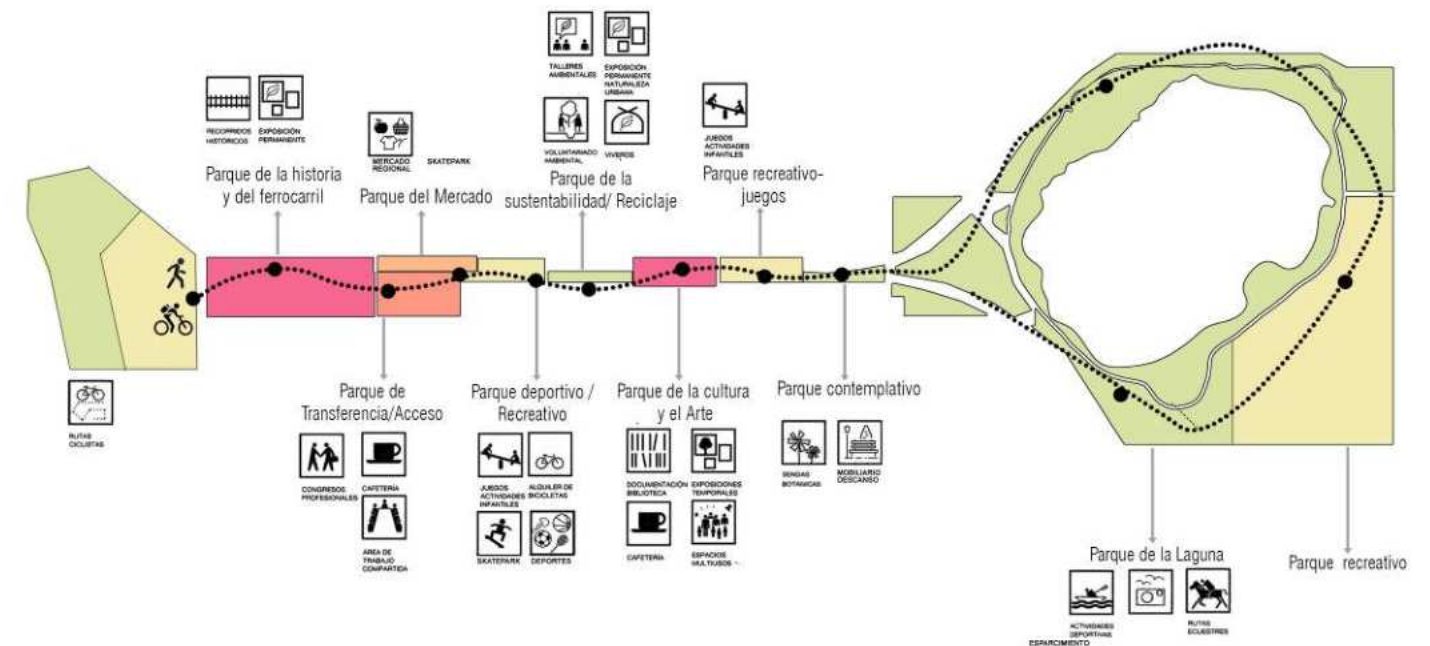 TALLERES
AMBIENTALES
EXPOSICIÓN
PERMANENTE
NATURALEZA
URBANA
RECORRIDOS
HISTÓRICOS
EXPOSICIÓN
PERMANENTE
MERCADO
REGIONAL
SKATEPARK
VOLUNTARIADO
AMBIENTAL
VIVEROS
JUEGOS
ACTIVIDADES
INFANTILES
Parque de la historia
y del ferrocarril
Parque del Mercado
Parque de la
sustentabilidad/ Reciclaje
Parque recreativo-
juegos
RUTAS
CICLISTAS
Parque de
Transferencia/Acceso
CONGRESOS
PROFESIONALES
CAFETERÍA
ÁREA DE
TRABAJO
COMPARTIDA
Parque deportivo /
Recreativo
JUEGOS
ACTIVIDADES
INFANTILES
ALQUILER DE
BICICLETAS
SKATEPARK
DEPORTES
Parque de la cultura
y el Arte
DOCUMENTACIÓN
BIBLIOTECA
EXPOSICIONES
TEMPORALES
CAFETERÍA
ESPACIOS
MULTIUSOS
Parque contemplativo
SENDAS
BOTANICAS
MOBILIARIO
DESCANSO
Parque de la Laguna
ACTIVIDADES
DEPORTIVAS
ESPARCIMIENTO
RUTAS
ECUESTRES
Parque recreativo